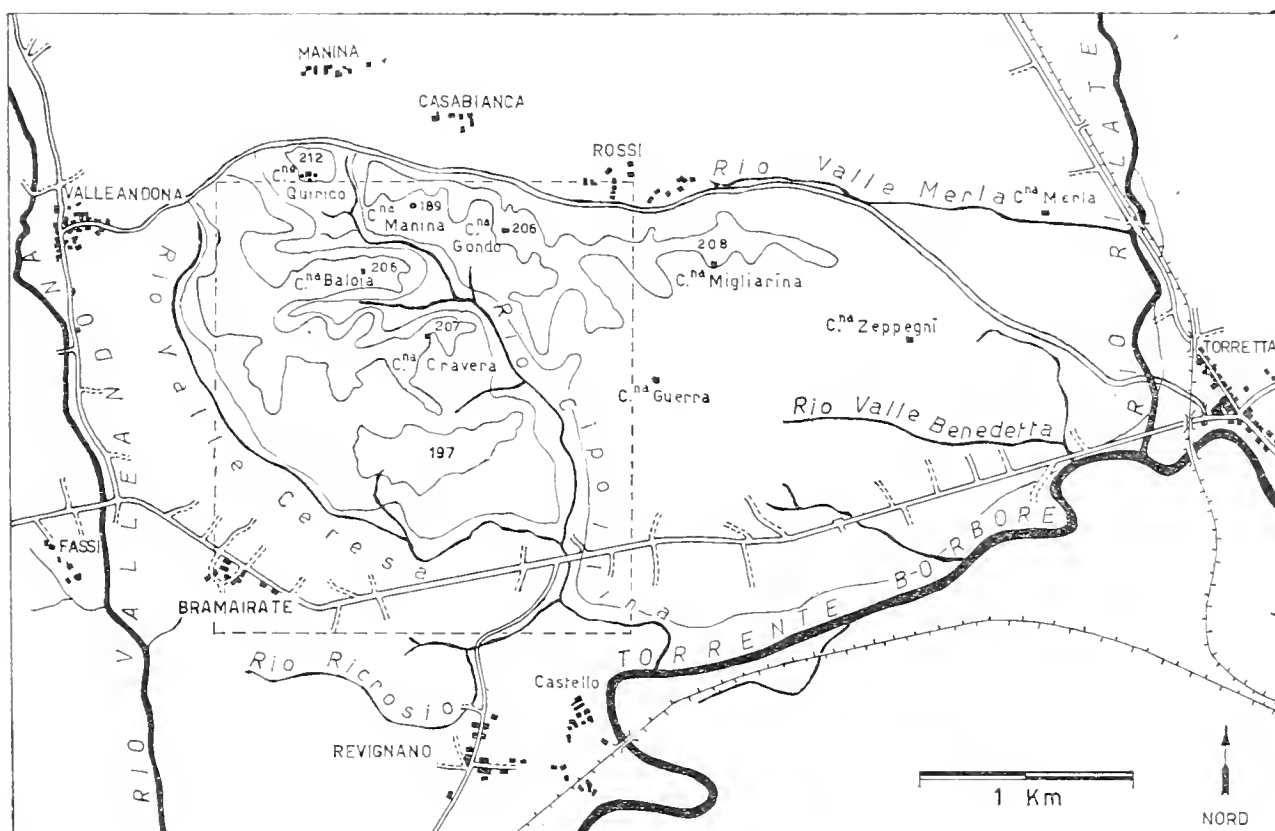 MANINA
CASABIANCA
ROSSI
VALLEANDONA
212
C.na Quirico
Rio Valle Merla
C.na Merla
RIO RILATE
C.na Manina
189
C.na Gondo
206
208
C.na Migliarina
C.na Baloia
206
207
C.na Cravera
C.na Zeppegni
TORRETTA
C.na Guerra
Rio Valle Benedetta
197
Rio Valle Ceresa
Rio Cipollina
FASSI
BRAMAIRATE
RIO VALLEANDONA
TORRENTE BORBORE
Rio Ricrosio
Castello
REVIGNANO
1 Km
NORD